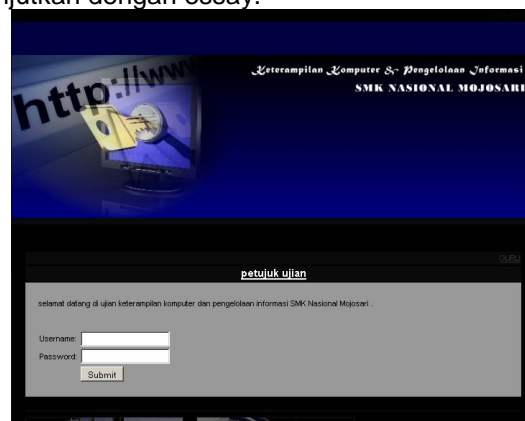 jutkan dengan essay.
http://www
Keterampilan Komputer & Pengelolaan Informasi
SMK NASIONAL MOJOSARI
GURU
petujuk ujian
selamat datang di ujian keterampilan komputer dan pengelolaan informasi SMK Nasional Mojosari .
Username:
Password:
Submit